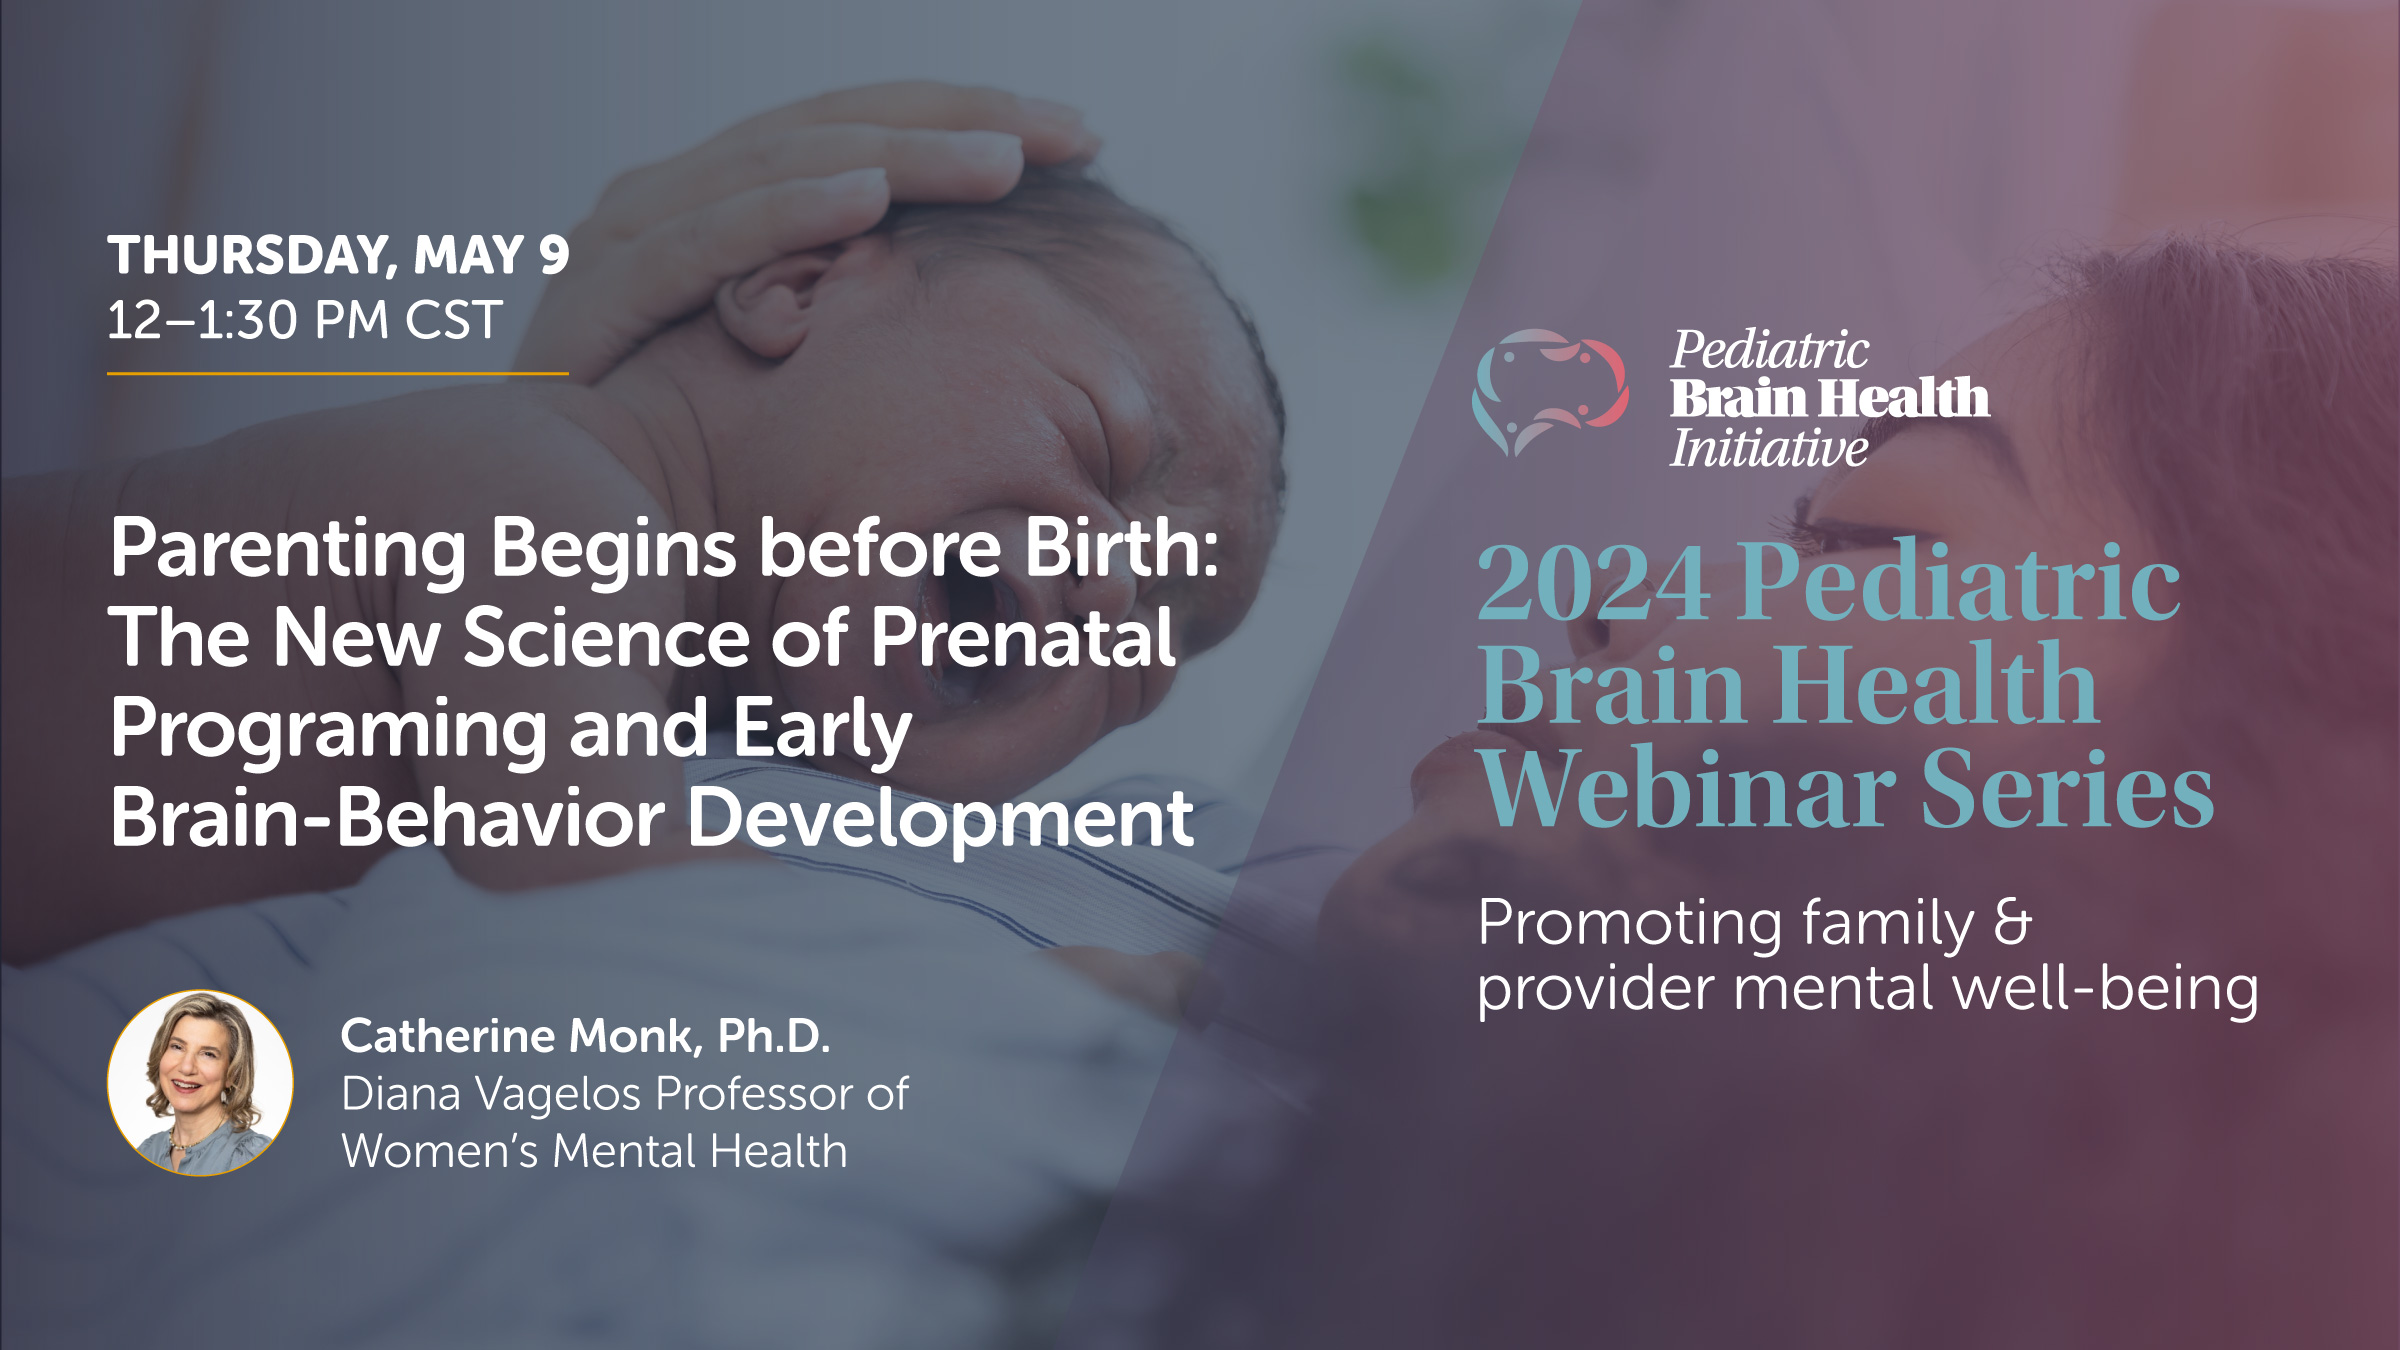 THURSDAY, MAY 9
12–1:30 PM CST
Parenting Begins before Birth:
The New Science of Prenatal
Programing and Early
Brain-Behavior Development
Catherine Monk, Ph.D.
Diana Vagelos Professor of
Women’s Mental Health
Pediatric
Brain Health
Initiative
2024 Pediatric
Brain Health
Webinar Series
Promoting family &
provider mental well-being